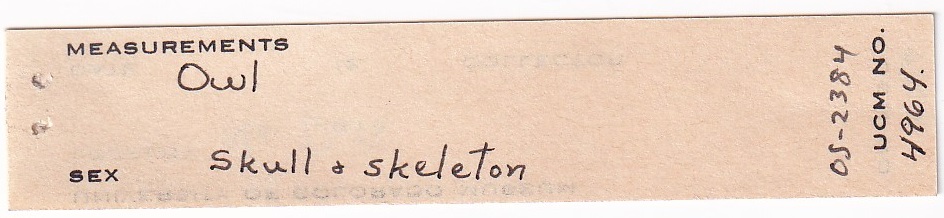 MEASUREMENTS
Owl
SEX
Skull & skeleton
OS-2384
UCM NO.
4964.